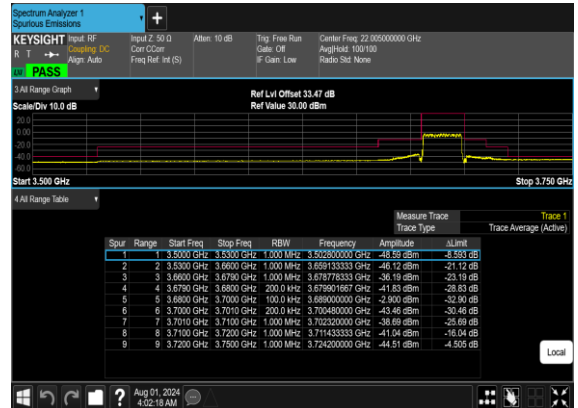 Spectrum Analyzer 1
Spurious Emissions
+
KEYSIGHT Input: RF Input Z: 50 Ω Atten: 10 dB Trig: Free Run Center Freq: 22.005000000 GHz
R T Coupling: DC Corr CCorr Gate: Off Avg|Hold: 100/100
Align: Auto Freq Ref: Int (S) IF Gain: Low Radio Std: None
PASS
3 All Range Graph
Ref Lvl Offset 33.47 dB
Scale/Div 10.0 dB Ref Value 30.00 dBm
20.0
0.00
-20.0
-40.0
-60.0
Start 3.500 GHz Stop 3.750 GHz
4 All Range Table
Measure Trace Trace 1
Trace Type Trace Average (Active)
Spur Range Start Freq Stop Freq RBW Frequency Amplitude ΔLimit
1 1 3.5000 GHz 3.5300 GHz 1.000 MHz 3.502800000 GHz -48.59 dBm -8.593 dB
2 2 3.5300 GHz 3.6600 GHz 1.000 MHz 3.659133333 GHz -46.12 dBm -21.12 dB
3 3 3.6600 GHz 3.6790 GHz 1.000 MHz 3.678778333 GHz -36.19 dBm -23.19 dB
4 4 3.6790 GHz 3.6800 GHz 200.0 kHz 3.679901667 GHz -41.83 dBm -28.83 dB
5 5 3.6800 GHz 3.7000 GHz 100.0 kHz 3.689000000 GHz -2.900 dBm -32.90 dB
6 6 3.7000 GHz 3.7010 GHz 200.0 kHz 3.700480000 GHz -43.46 dBm -30.46 dB
7 7 3.7010 GHz 3.7100 GHz 1.000 MHz 3.702320000 GHz -38.69 dBm -25.69 dB
8 8 3.7100 GHz 3.7200 GHz 1.000 MHz 3.711433333 GHz -41.04 dBm -16.04 dB
9 9 3.7200 GHz 3.7500 GHz 1.000 MHz 3.724200000 GHz -44.51 dBm -4.505 dB
Local
? Aug 01, 2024
4:02:18 AM